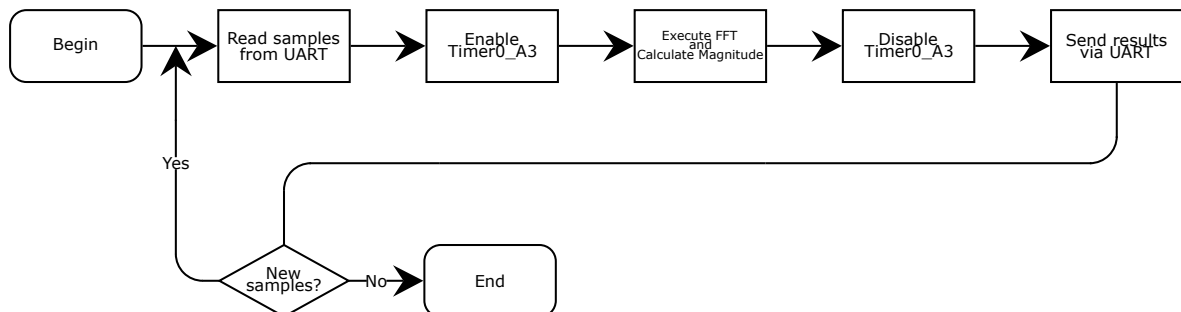 Begin
Read samples
from UART
Enable
Timer0_A3
Execute FFT
and
Calculate Magnitude
Disable
Timer0_A3
Send results
via UART
Yes
New
samples?
No
End